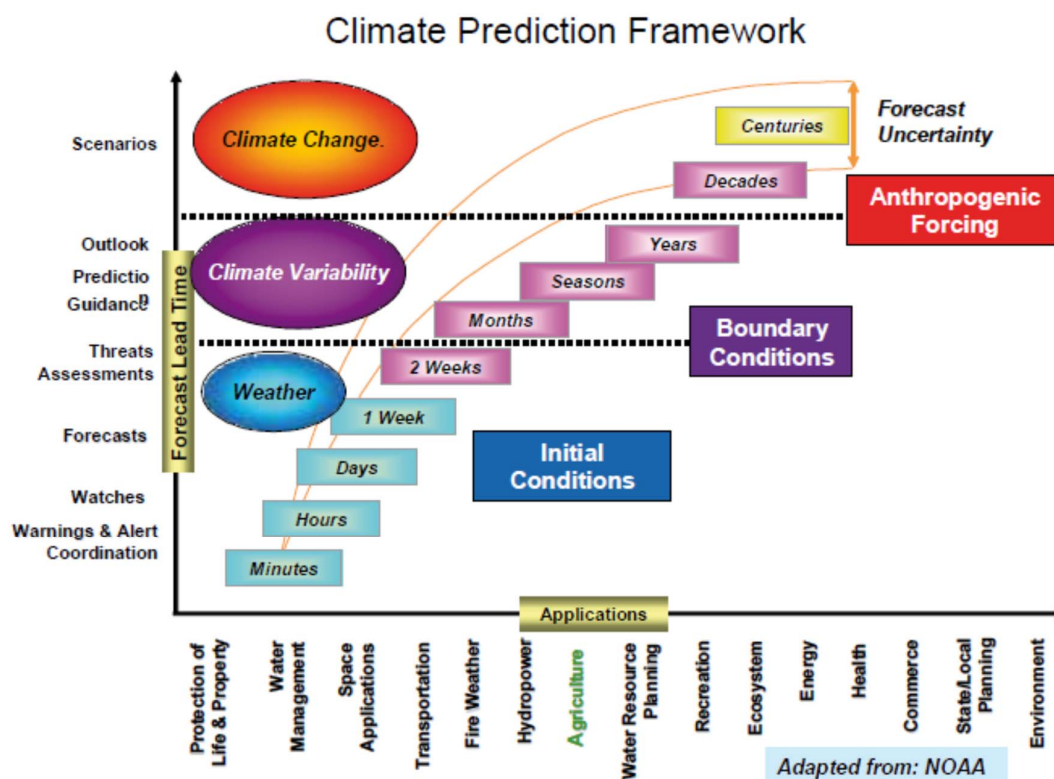 Climate Prediction Framework
Scenarios
Outlook
Predictio
n
Guidance
Threats
Assessments
Forecasts
Watches
Warnings & Alert
Coordination
Forecast Lead Time
Climate Change.
Climate Variability
Weather
Centuries
Decades
Years
Seasons
Months
2 Weeks
1 Week
Days
Hours
Minutes
Forecast
Uncertainty
Anthropogenic
Forcing
Boundary
Conditions
Initial
Conditions
Applications
Protection of
Life & Property
Water
Management
Space
Applications
Transportation
Fire Weather
Hydropower
Agriculture
Water Resource
Planning
Recreation
Ecosystem
Energy
Health
Commerce
State/Local
Planning
Environment
Adapted from: NOAA